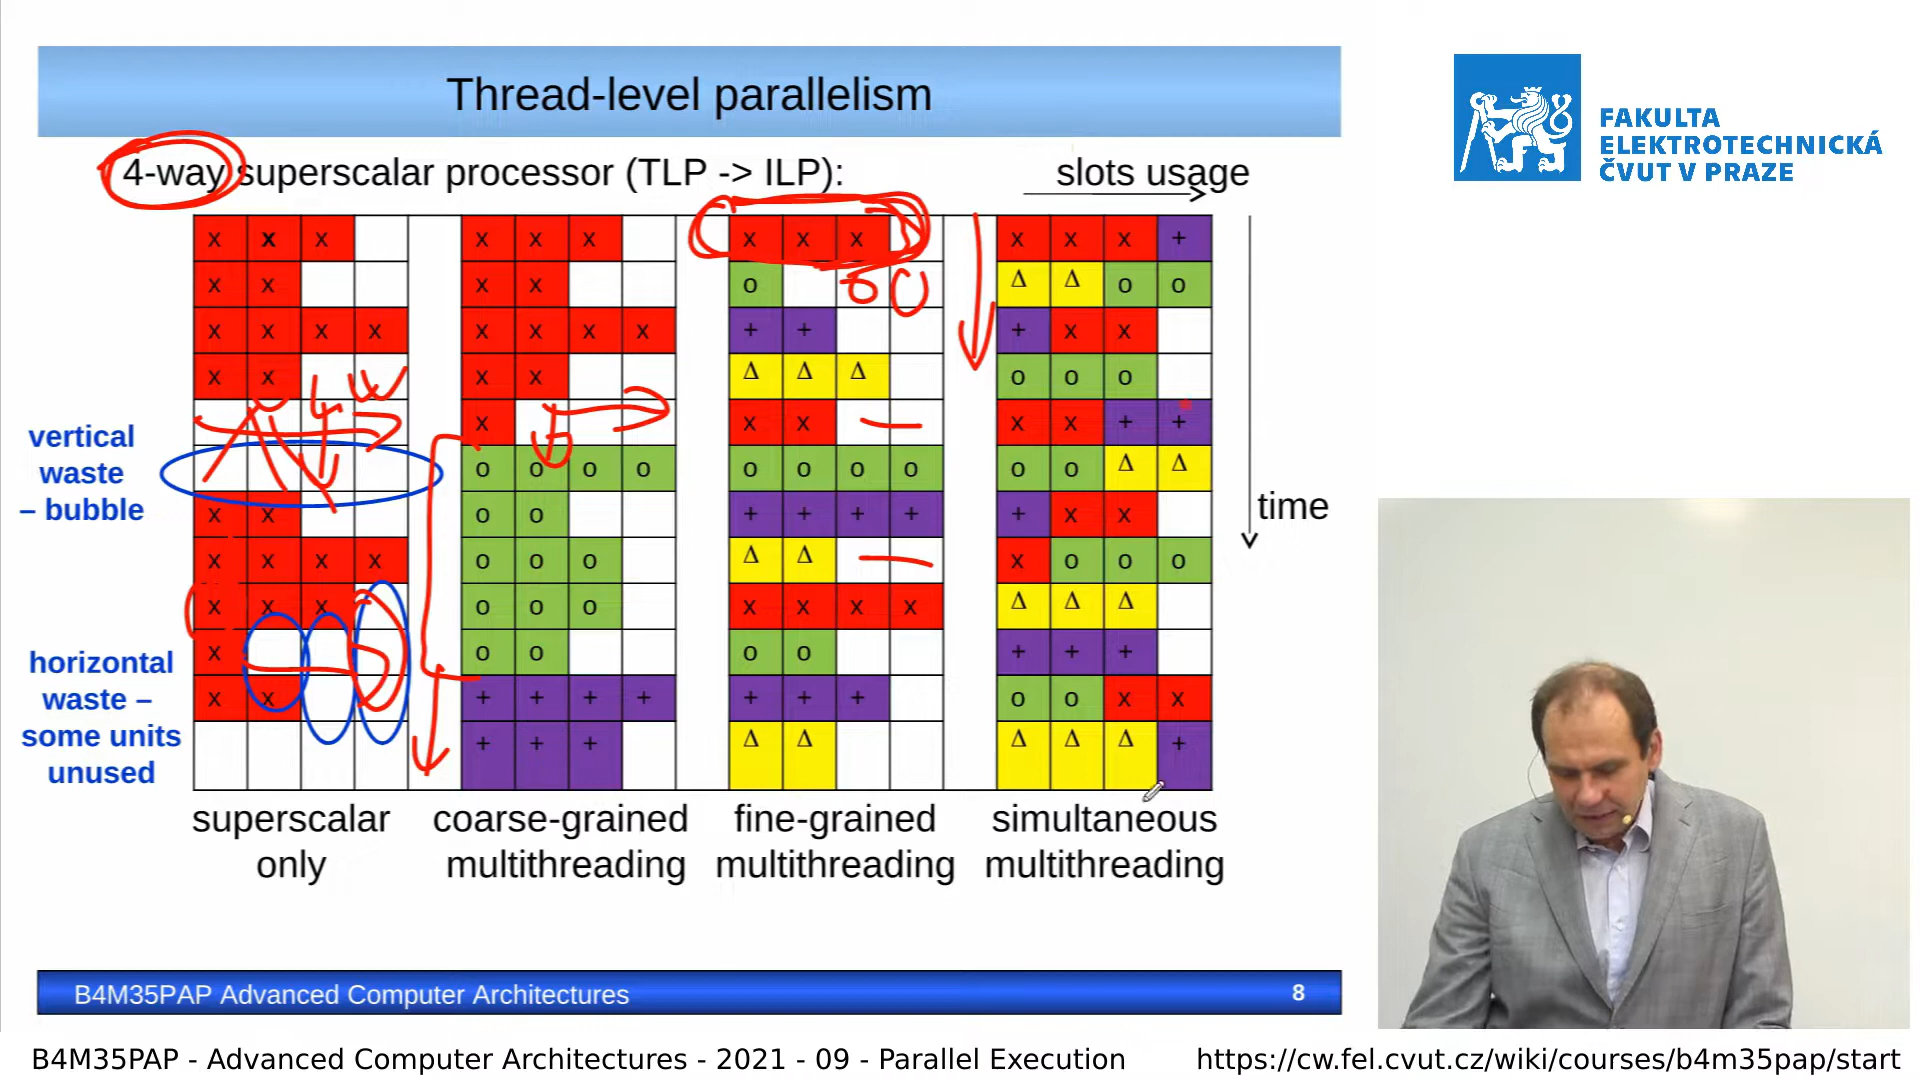 Thread-level parallelism
4-way superscalar processor (TLP -> ILP):
slots usage
x x x x x x x x x x x x +
x x x x o Δ Δ o o
x x x x x x x x + + + x x
x x x x Δ Δ Δ o o o
x x x x x + +
o o o o o o o o o o Δ Δ
x x o o + + + + + x x
x x x x o o o Δ Δ x o o o
x x x o o o x x x x Δ Δ Δ
x o o o o + + +
x x + + + + + + + o o x x
+ + + Δ Δ Δ Δ Δ +
vertical
waste
– bubble
horizontal
waste –
some units
unused
time
superscalar
only
coarse-grained
multithreading
fine-grained
multithreading
simultaneous
multithreading
B4M35PAP Advanced Computer Architectures
8
FAKULTA
ELEKTROTECHNICKÁ
ČVUT V PRAZE
B4M35PAP - Advanced Computer Architectures - 2021 - 09 - Parallel Execution
https://cw.fel.cvut.cz/wiki/courses/b4m35pap/start